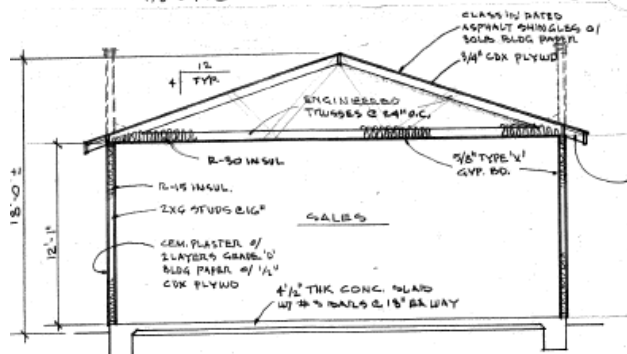 CLASS 'A' RATED
ASPHALT SHINGLES O/
30LB. BLDG PAPER
3/4" CDX PLYWD
12
4
TYP.
ENGINEERED
TRUSSES @ 24" O.C.
R-30 INSUL
5/8" TYPE 'X'
GYP. BD.
R-15 INSUL.
2X6 STUDS @ 16"
SALES
CEM. PLASTER O/
2 LAYERS GRADE 'D'
BLDG PAPER O/ 1/2"
CDX PLYWD
4 1/2" THK CONC. SLAB
W/ #3 BARS @ 18" EA WAY
18'-0" ±
12'-1"